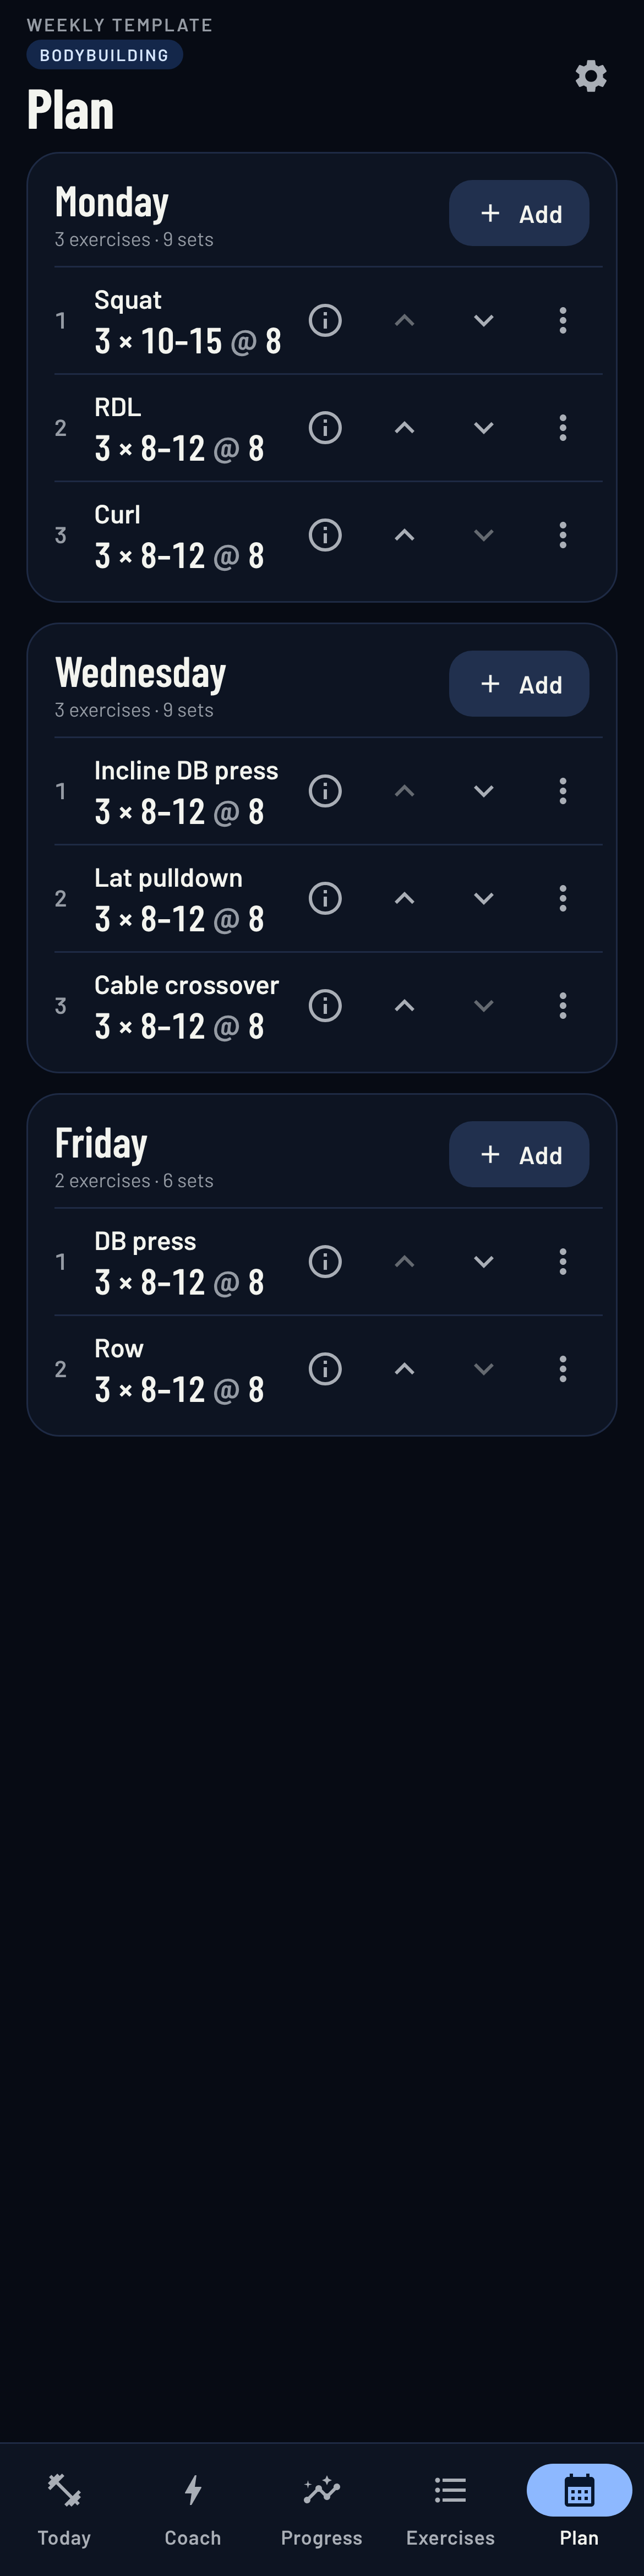 WEEKLY TEMPLATE
BODYBUILDING
Plan
Monday
3 exercises · 9 sets
+ Add
1
Squat
3 × 10–15 @ 8
2
RDL
3 × 8–12 @ 8
3
Curl
3 × 8–12 @ 8
Wednesday
3 exercises · 9 sets
+ Add
1
Incline DB press
3 × 8–12 @ 8
2
Lat pulldown
3 × 8–12 @ 8
3
Cable crossover
3 × 8–12 @ 8
Friday
2 exercises · 6 sets
+ Add
1
DB press
3 × 8–12 @ 8
2
Row
3 × 8–12 @ 8
Today Coach Progress Exercises Plan